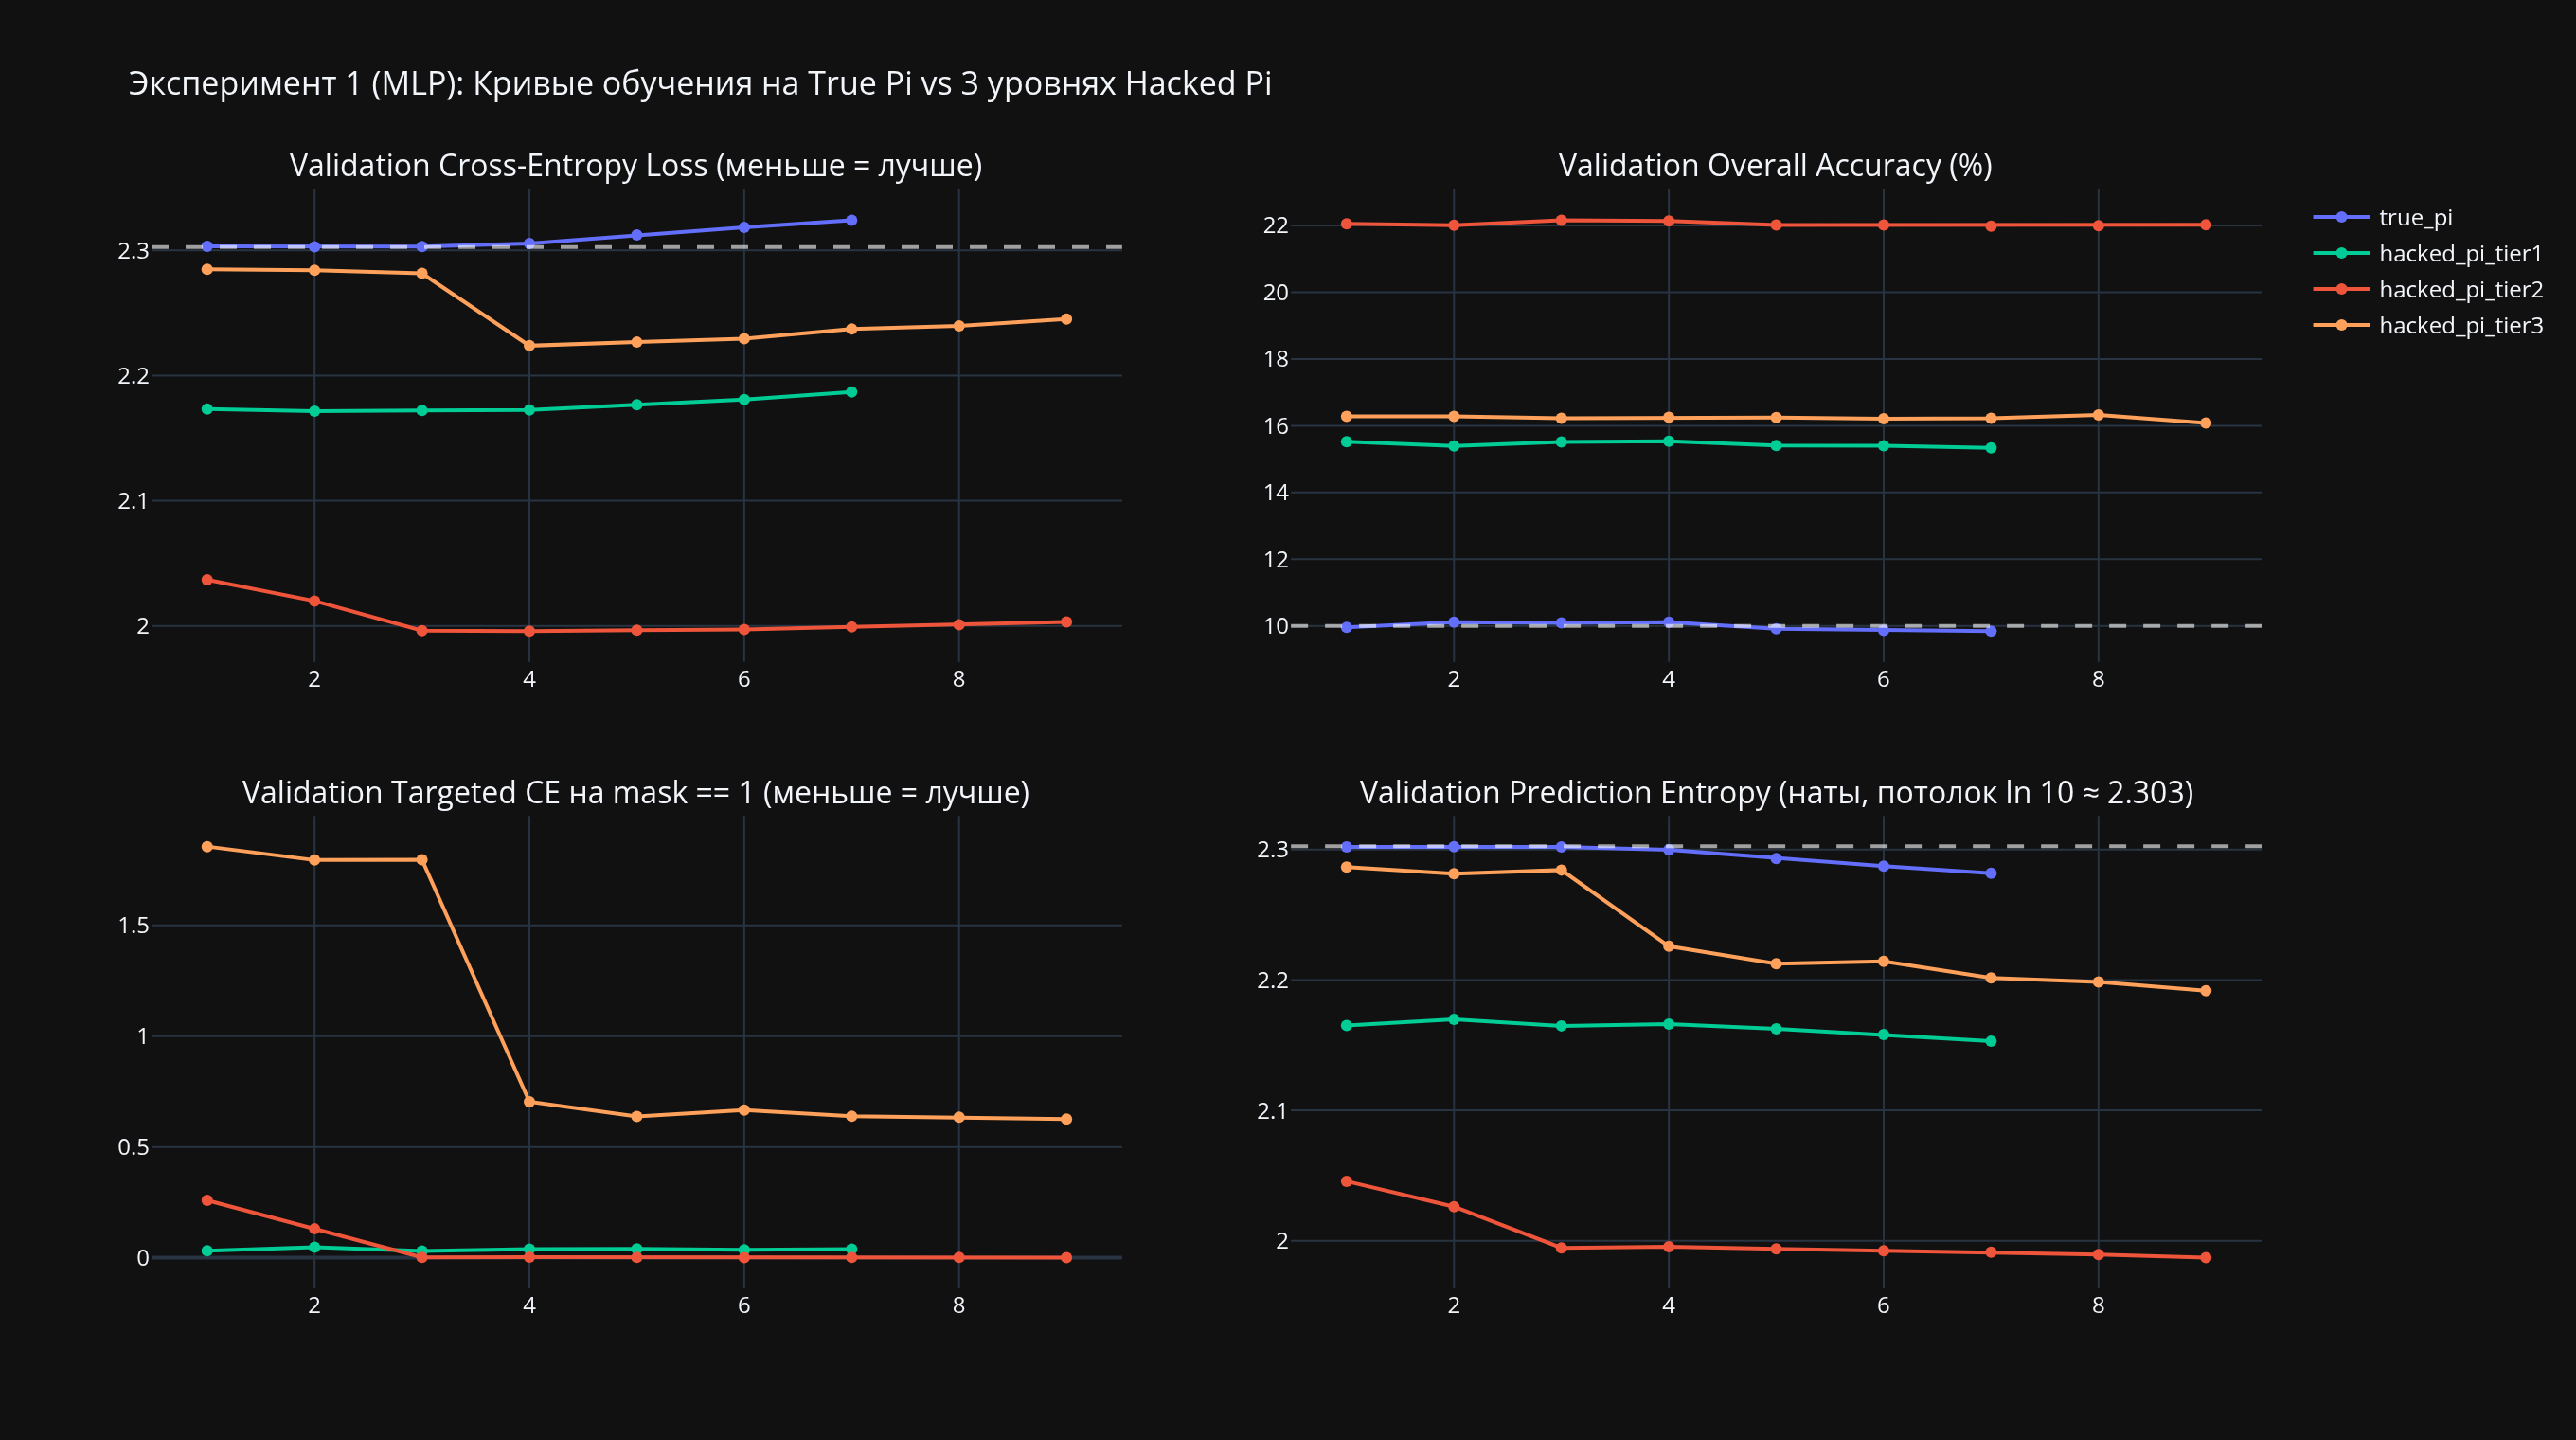 Эксперимент 1 (MLP): Кривые обучения на True Pi vs 3 уровнях Hacked Pi
Validation Cross-Entropy Loss (меньше = лучше)
2.3
2.2
2.1
2
2 4 6 8
Validation Overall Accuracy (%)
22
20
18
16
14
12
10
2 4 6 8
true_pi
hacked_pi_tier1
hacked_pi_tier2
hacked_pi_tier3
Validation Targeted CE на mask == 1 (меньше = лучше)
1.5
1
0.5
0
2 4 6 8
Validation Prediction Entropy (наты, потолок ln 10 ≈ 2.303)
2.3
2.2
2.1
2
2 4 6 8